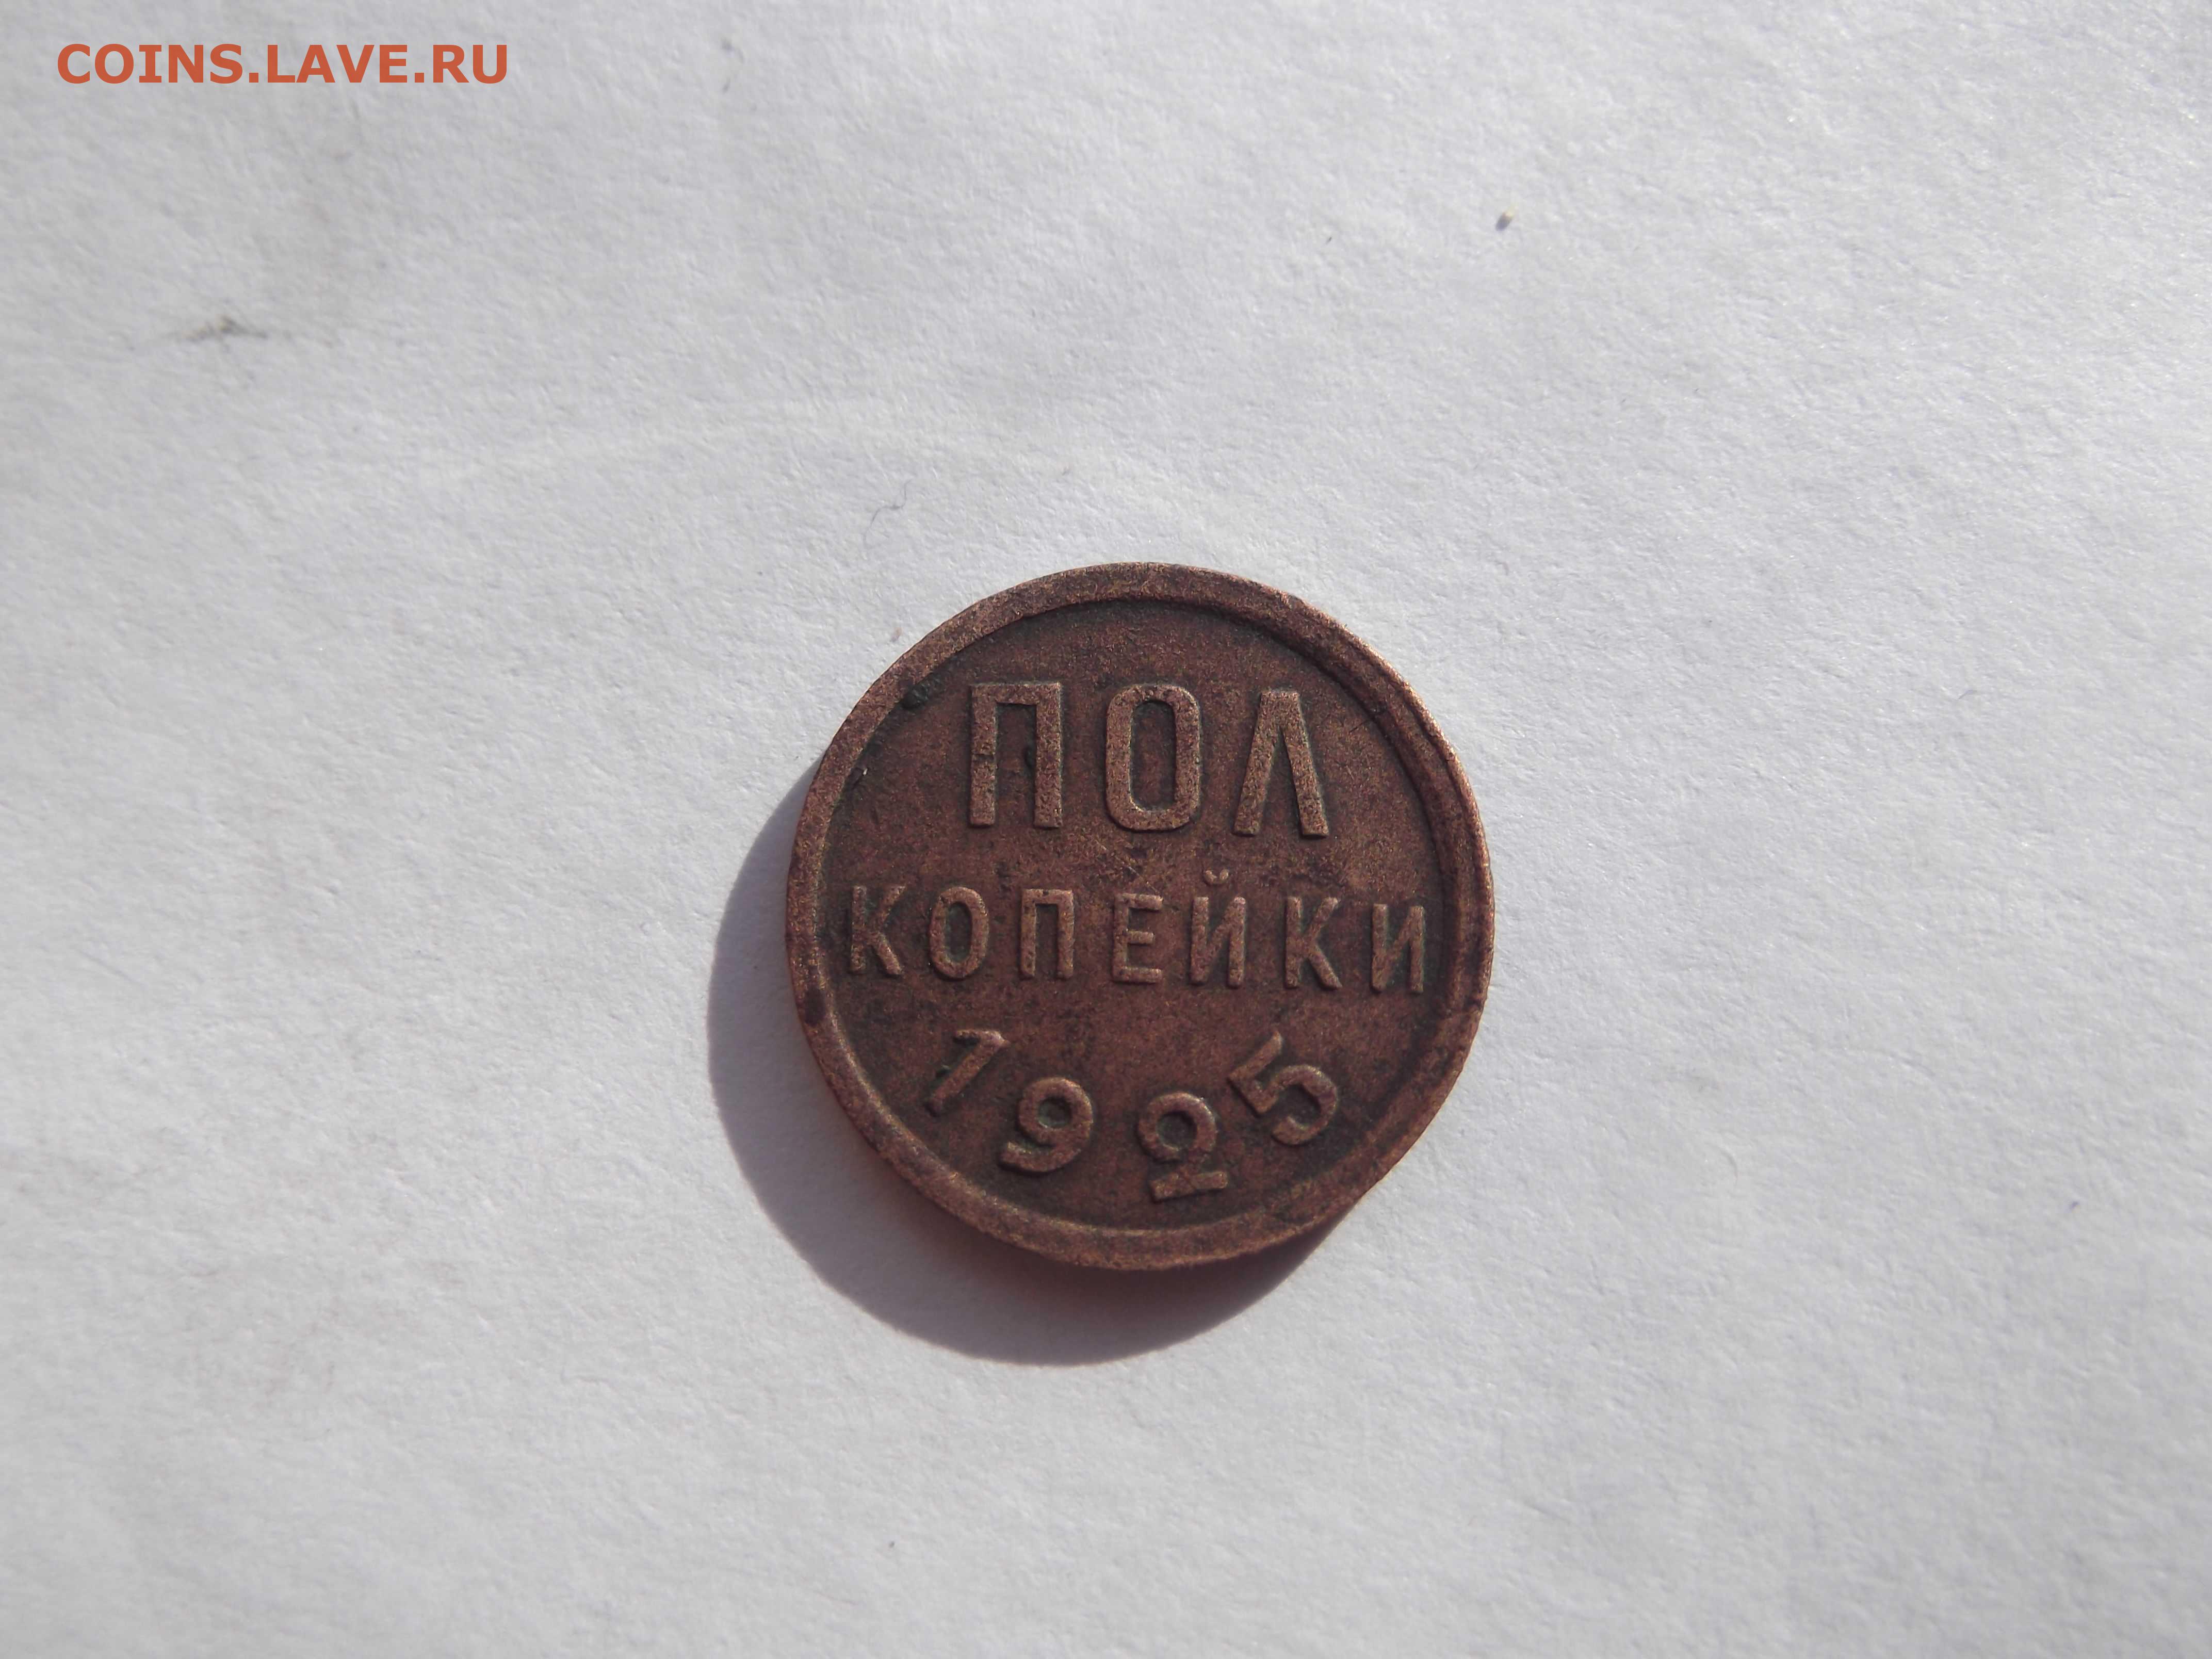 COINS.LAVE.RU
ПОЛ
КОПЕЙКИ
1925